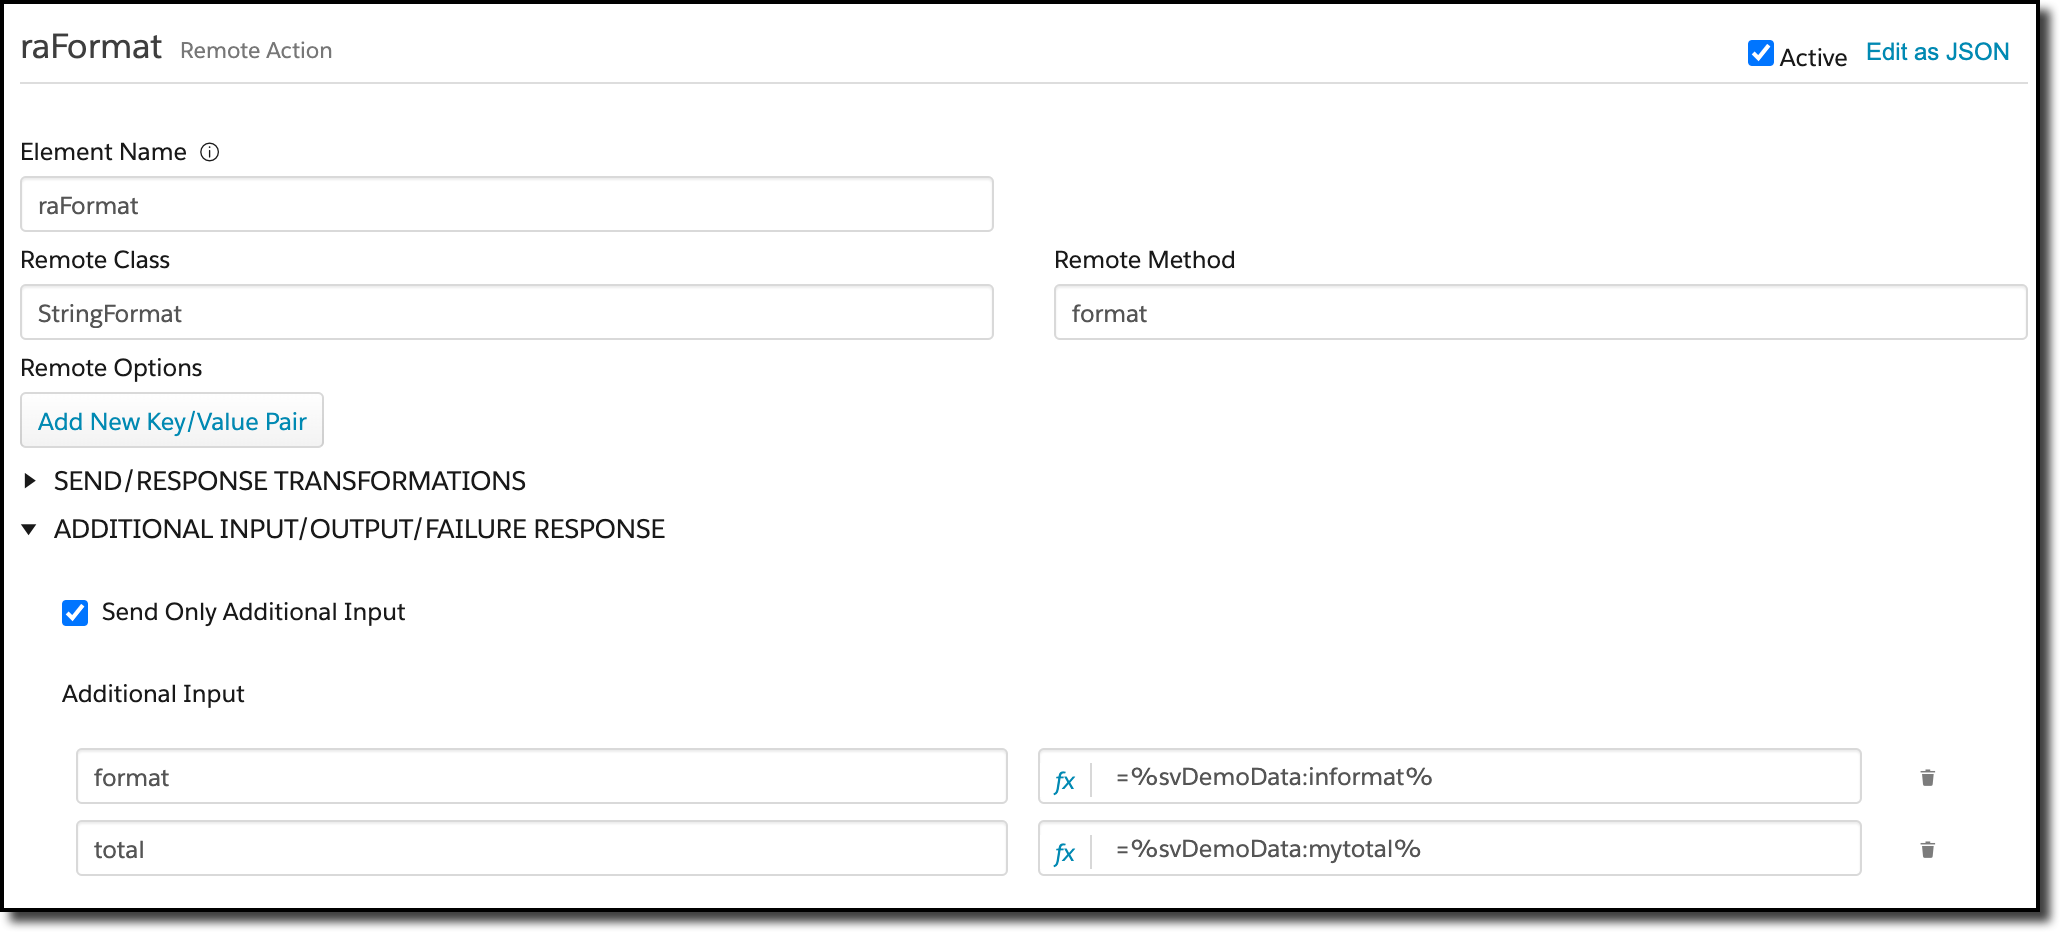 raFormat Remote Action
Active Edit as JSON
Element Name
raFormat
Remote Class
Remote Method
StringFormat
format
Remote Options
Add New Key/Value Pair
SEND/RESPONSE TRANSFORMATIONS
ADDITIONAL INPUT/OUTPUT/FAILURE RESPONSE
Send Only Additional Input
Additional Input
format
fx =%svDemoData:informat%
total
fx =%svDemoData:mytotal%